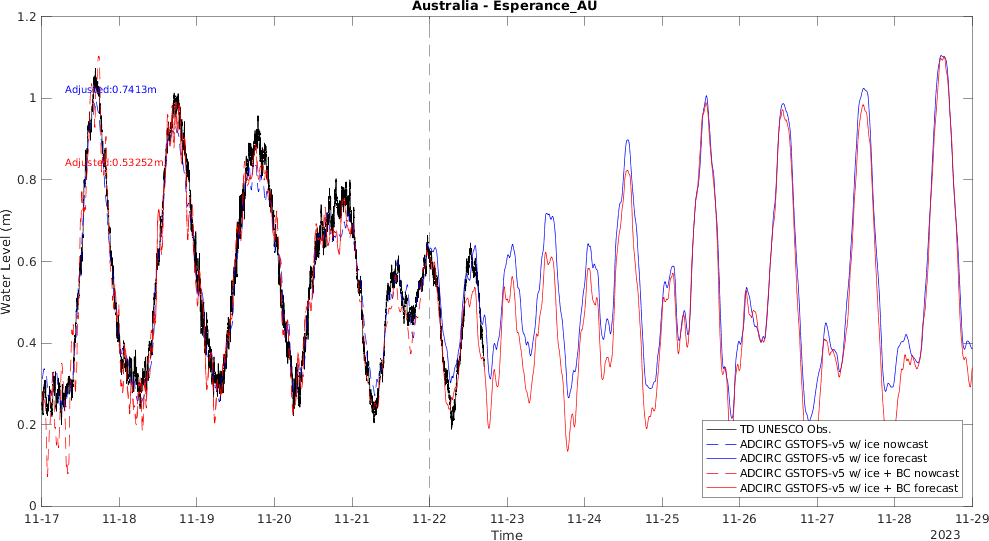 Australia - Esperance_AU
1.2
1
0.8
0.6
0.4
0.2
0
Water Level (m)
Adjusted:0.7413m
Adjusted:0.53252m
TD UNESCO Obs.
ADCIRC GSTOFS-v5 w/ ice nowcast
ADCIRC GSTOFS-v5 w/ ice forecast
ADCIRC GSTOFS-v5 w/ ice + BC nowcast
ADCIRC GSTOFS-v5 w/ ice + BC forecast
11-17 11-18 11-19 11-20 11-21 11-22 11-23 11-24 11-25 11-26 11-27 11-28 11-29
Time
2023